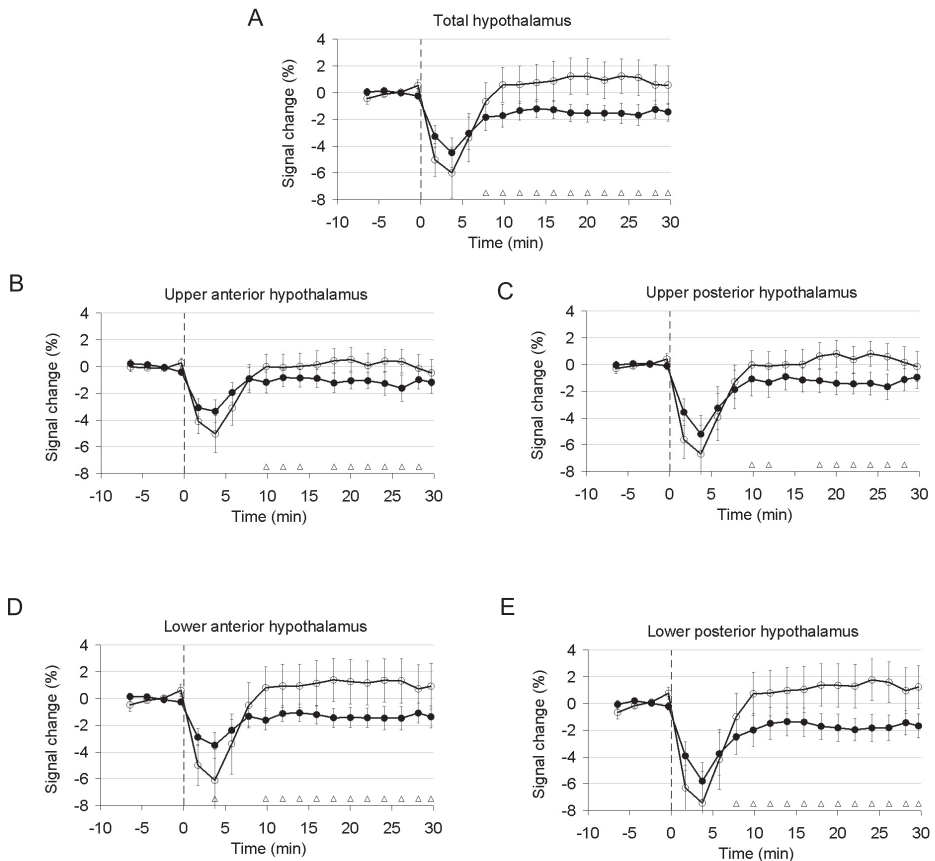 A
Total hypothalamus
Signal change (%)
4
2
0
-2
-4
-6
-8
-10 -5 0 5 10 15 20 25 30
Time (min)
B
Upper anterior hypothalamus
Signal change (%)
4
2
0
-2
-4
-6
-8
-10 -5 0 5 10 15 20 25 30
Time (min)
C
Upper posterior hypothalamus
Signal change (%)
4
2
0
-2
-4
-6
-8
-10 -5 0 5 10 15 20 25 30
Time (min)
D
Lower anterior hypothalamus
Signal change (%)
4
2
0
-2
-4
-6
-8
-10 -5 0 5 10 15 20 25 30
Time (min)
E
Lower posterior hypothalamus
Signal change (%)
4
2
0
-2
-4
-6
-8
-10 -5 0 5 10 15 20 25 30
Time (min)